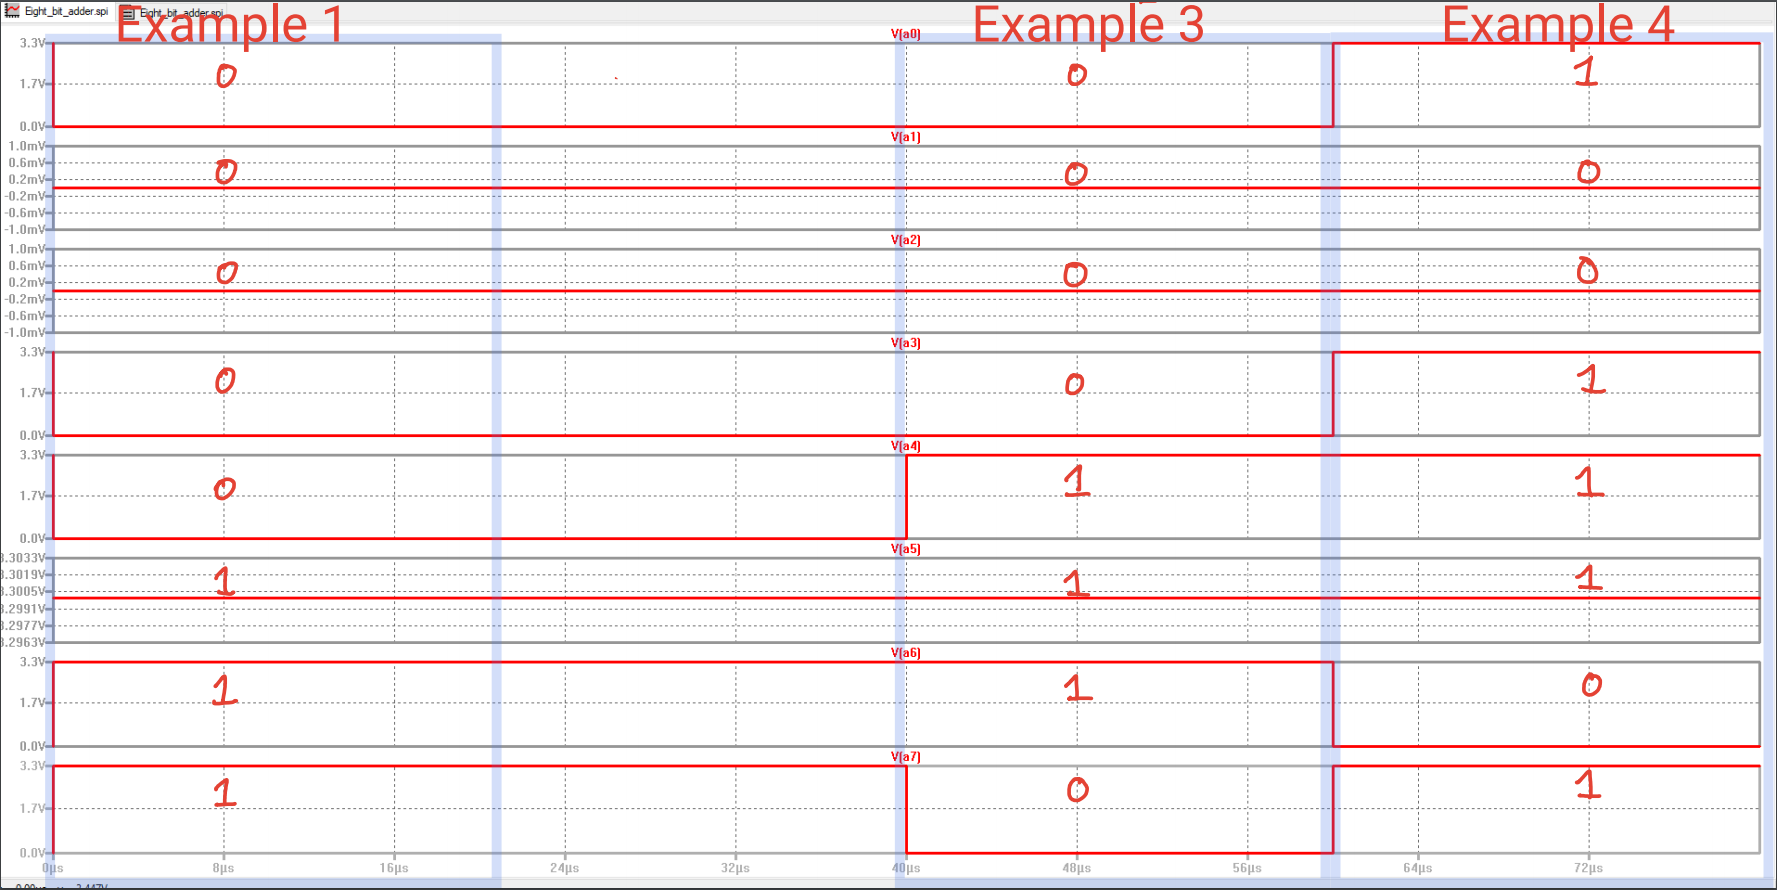 Eight_bit_adder.spi Eight_bit_adder.spi
Example 1 Example 3 Example 4
V(a0)
3.3V
0 0 1
1.7V
0.0V
V(a1)
1.0mV
0.6mV
0 0 0
0.2mV
-0.2mV
-0.6mV
-1.0mV
V(a2)
1.0mV
0.6mV
0 0 0
0.2mV
-0.2mV
-0.6mV
-1.0mV
V(a3)
3.3V
0 0 1
1.7V
0.0V
V(a4)
3.3V
0 1 1
1.7V
0.0V
V(a5)
3.3033V
3.3019V
1 1 1
3.3005V
3.2991V
3.2977V
3.2963V
V(a6)
3.3V
1 1 0
1.7V
0.0V
V(a7)
3.3V
1 0 1
1.7V
0.0V
0µs 8µs 16µs 24µs 32µs 40µs 48µs 56µs 64µs 72µs